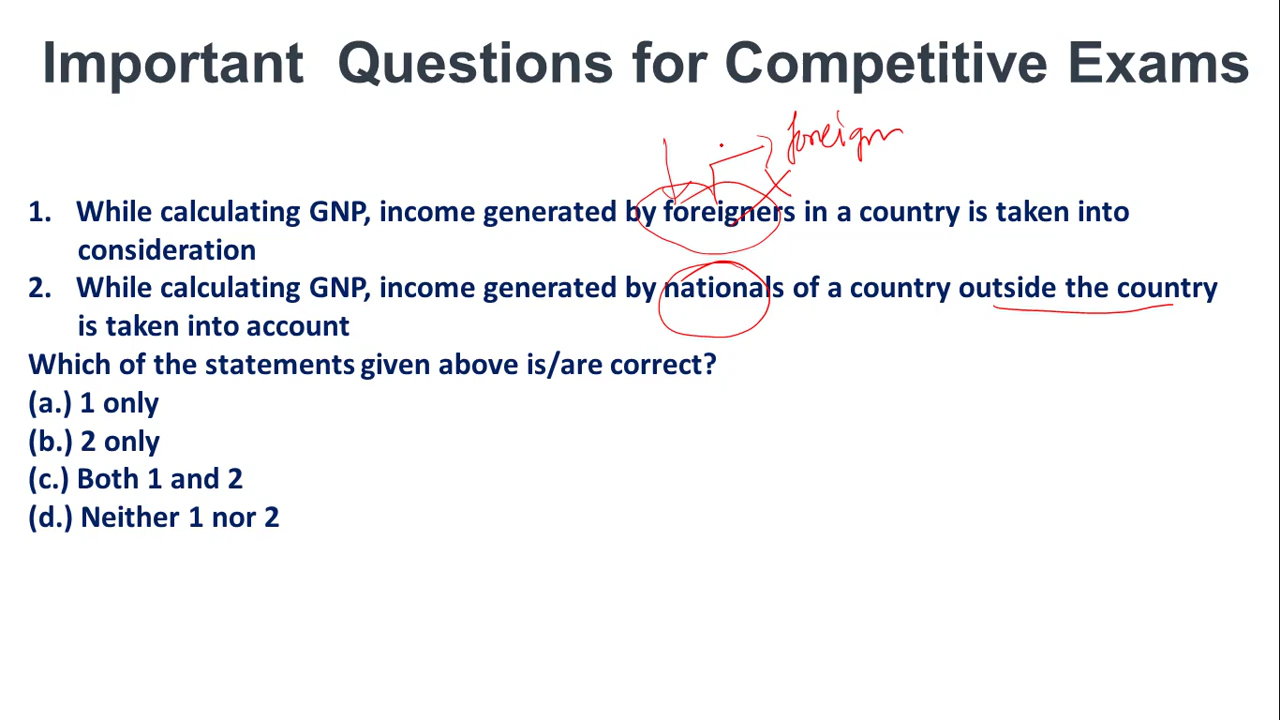 Important Questions for Competitive Exams
foreign
1. While calculating GNP, income generated by foreigners in a country is taken into
consideration
2. While calculating GNP, income generated by nationals of a country outside the country
is taken into account
Which of the statements given above is/are correct?
(a.) 1 only
(b.) 2 only
(c.) Both 1 and 2
(d.) Neither 1 nor 2